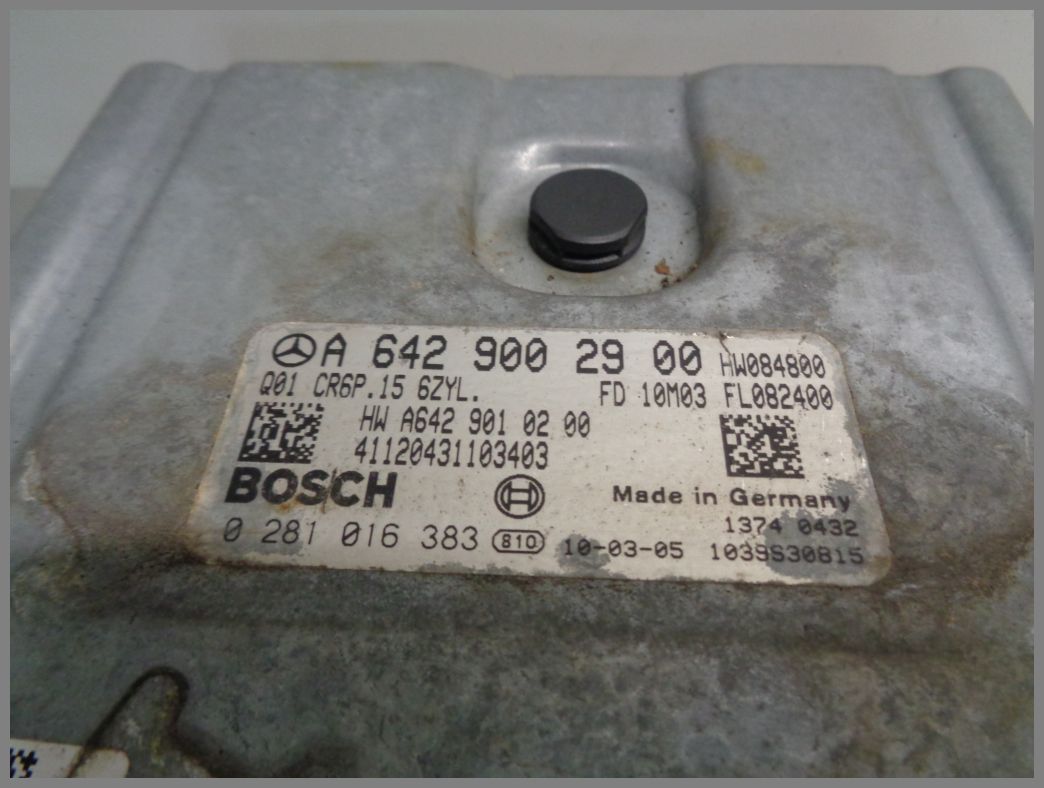 A 642 900 29 00 HW084800
Q01 CR6P.15 6ZYL. FD 10M03 FL082400
HW A642 901 02 00
41120431103403
BOSCH
Made in Germany
1374 0432
0 281 016 383 810 10-03-05 1039S30815